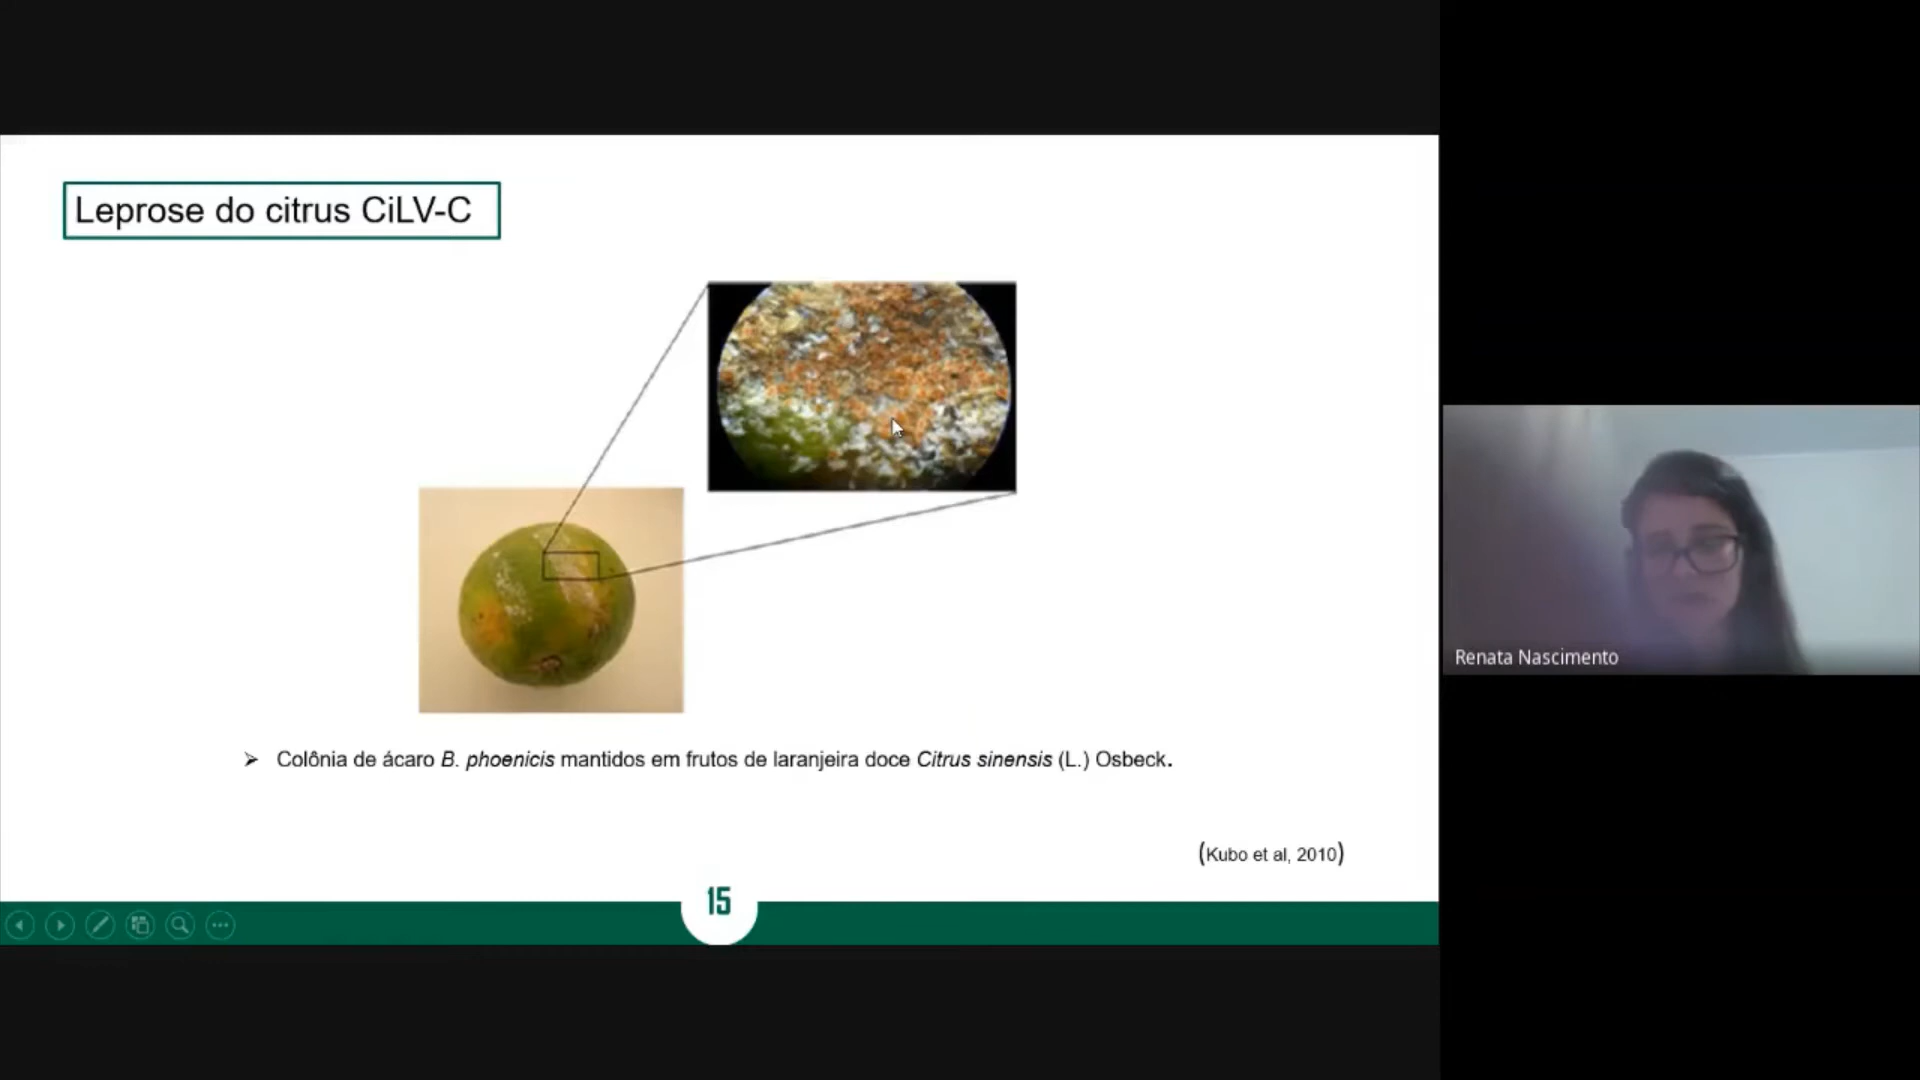 Leprose do citrus CiLV-C
➢ Colônia de ácaro B. phoenicis mantidos em frutos de laranjeira doce Citrus sinensis (L.) Osbeck.
(Kubo et al, 2010)
15
Renata Nascimento